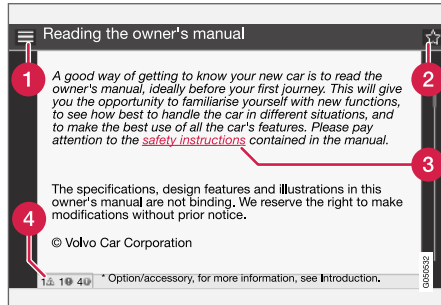 Reading the owner's manual
1
2
A good way of getting to know your new car is to read the
owner's manual, ideally before your first journey. This will give
you the opportunity to familiarise yourself with new functions,
to see how best to handle the car in different situations, and
to make the best use of all the car's features. Please pay
attention to the safety instructions contained in the manual.
3
The specifications, design features and illustrations in this
owner's manual are not binding. We reserve the right to make
modifications without prior notice.
4
© Volvo Car Corporation
1 1 4 * Option/accessory, for more information, see Introduction.
G050532